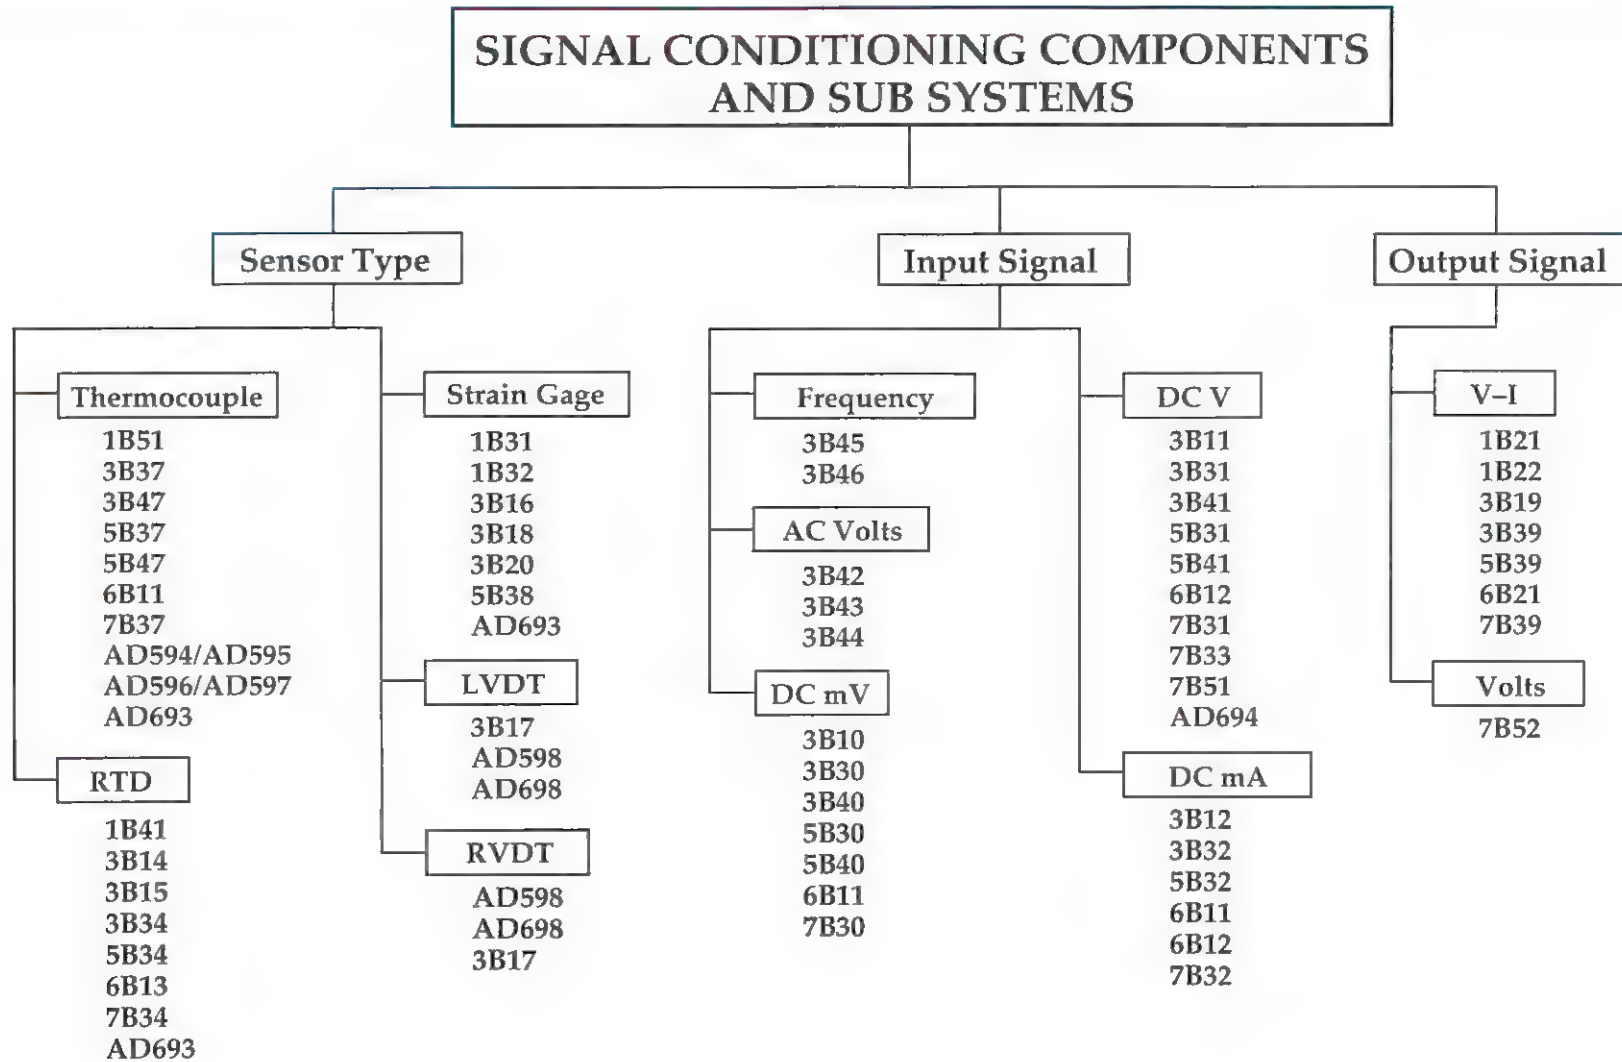 SIGNAL CONDITIONING COMPONENTS
AND SUB SYSTEMS
Sensor Type
Thermocouple
1B51
3B37
3B47
5B37
5B47
6B11
7B37
AD594/AD595
AD596/AD597
AD693
RTD
1B41
3B14
3B15
3B34
5B34
6B13
7B34
AD693
Strain Gage
1B31
1B32
3B16
3B18
3B20
5B38
AD693
LVDT
3B17
AD598
AD698
RVDT
AD598
AD698
3B17
Input Signal
Frequency
3B45
3B46
AC Volts
3B42
3B43
3B44
DC mV
3B10
3B30
3B40
5B30
5B40
6B11
7B30
DC V
3B11
3B31
3B41
5B31
5B41
6B12
7B31
7B33
7B51
AD694
DC mA
3B12
3B32
5B32
6B11
6B12
7B32
Output Signal
V–I
1B21
1B22
3B19
3B39
5B39
6B21
7B39
Volts
7B52